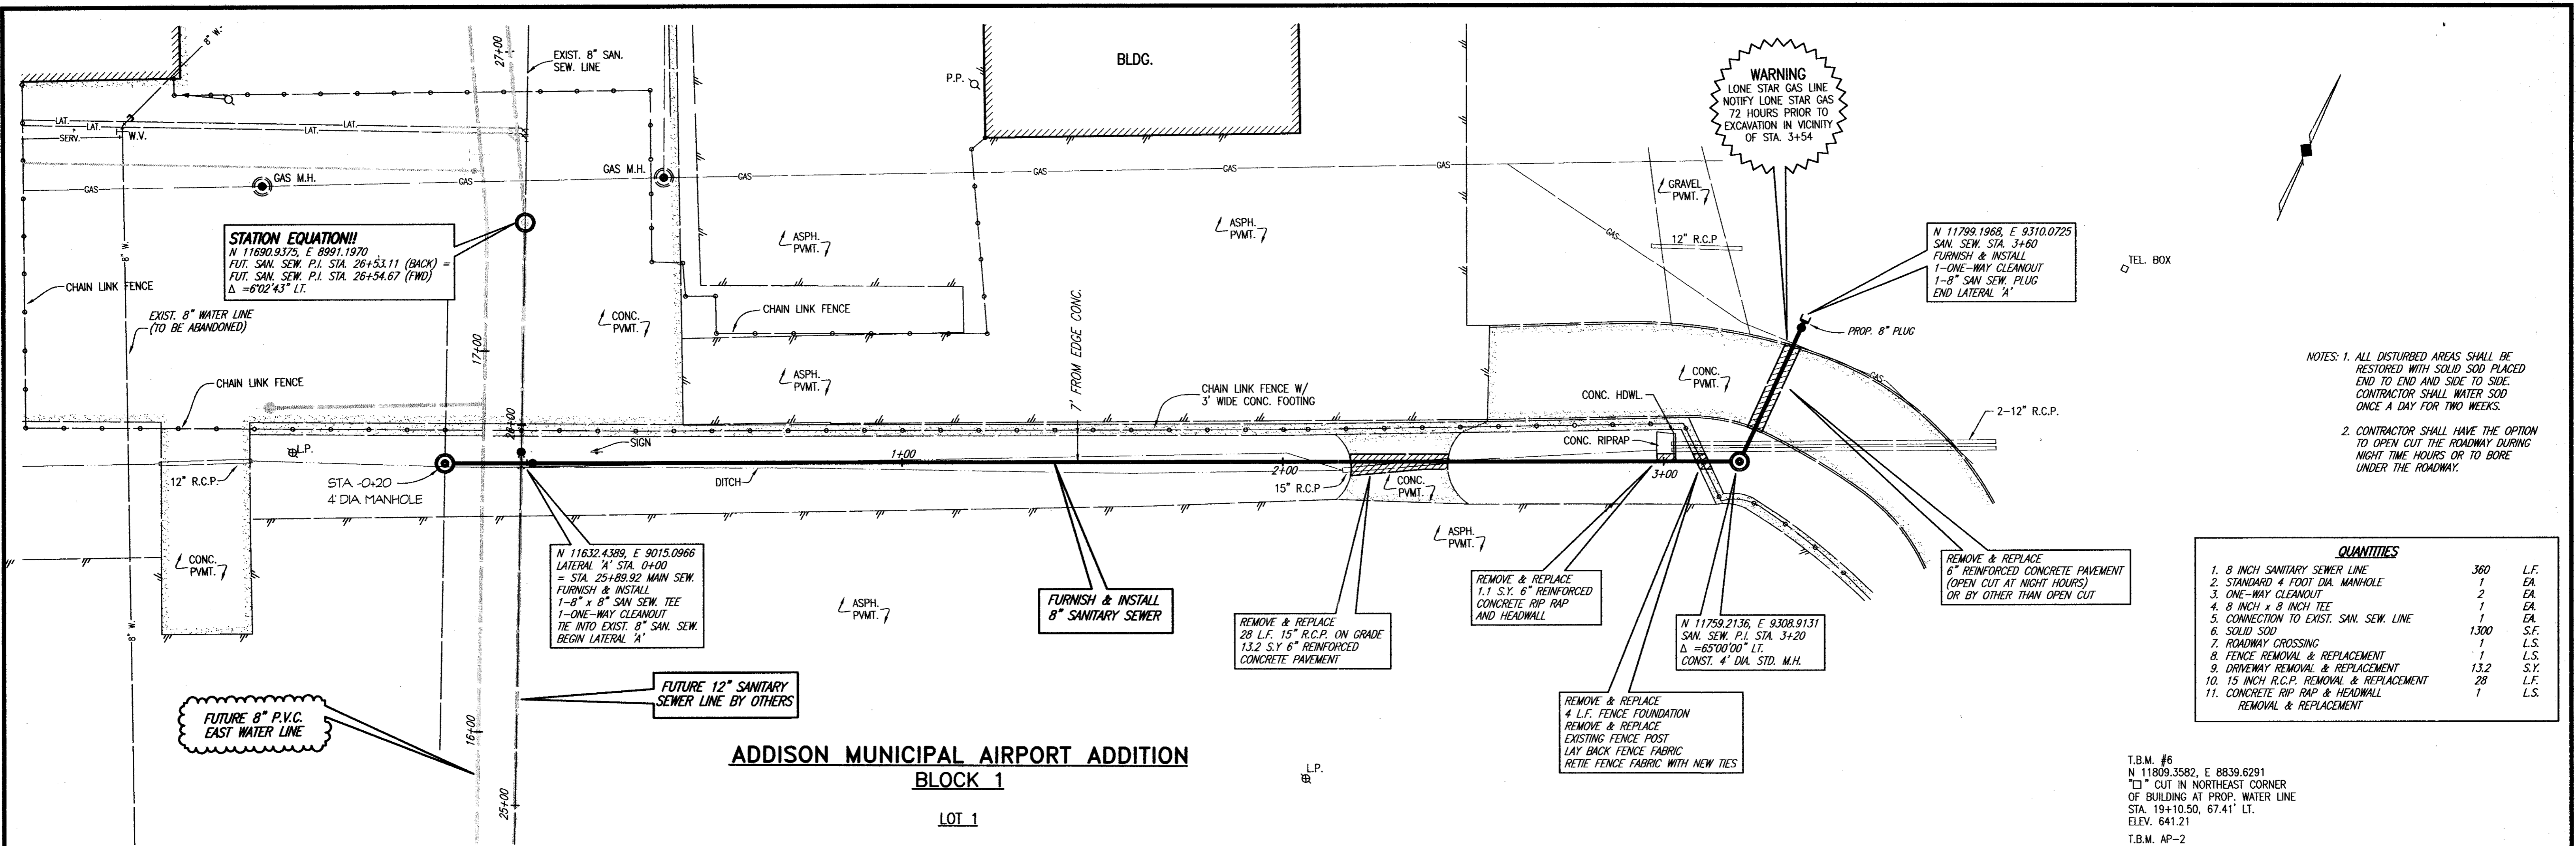 8" W.
27+00
EXIST. 8" SAN.
SEW. LINE
P.P.
BLDG.
WARNING
LONE STAR GAS LINE
NOTIFY LONE STAR GAS
72 HOURS PRIOR TO
EXCAVATION IN VICINITY
OF STA. 3+54
LAT.
LAT.
LAT.
LAT.
SERV.
W.V.
GAS
GAS M.H.
GAS
GAS M.H.
GAS
GAS
GAS
GAS
GRAVEL
PVMT.
12" R.C.P
GAS
ASPH.
PVMT.
ASPH.
PVMT.
STATION EQUATION!!
N 11690.9375, E 8991.1970
FUT. SAN. SEW. P.I. STA. 26+53.11 (BACK) =
FUT. SAN. SEW. P.I. STA. 26+54.67 (FWD)
Δ =6°02'43" LT.
8" W.
CHAIN LINK FENCE
EXIST. 8" WATER LINE
(TO BE ABANDONED)
CONC.
PVMT.
CHAIN LINK FENCE
7' FROM EDGE CONC.
N 11799.1968, E 9310.0725
SAN. SEW. STA. 3+60
FURNISH & INSTALL
1-ONE-WAY CLEANOUT
1-8" SAN SEW. PLUG
END LATERAL 'A'
TEL. BOX
PROP. 8" PLUG
17+00
CHAIN LINK FENCE
ASPH.
PVMT.
CHAIN LINK FENCE W/
3' WIDE CONC. FOOTING
CONC. HDWL.
CONC.
PVMT.
GAS
NOTES: 1. ALL DISTURBED AREAS SHALL BE
RESTORED WITH SOLID SOD PLACED
END TO END AND SIDE TO SIDE.
CONTRACTOR SHALL WATER SOD
ONCE A DAY FOR TWO WEEKS.
2. CONTRACTOR SHALL HAVE THE OPTION
TO OPEN CUT THE ROADWAY DURING
NIGHT TIME HOURS OR TO BORE
UNDER THE ROADWAY.
2-12" R.C.P.
26+00
SIGN
L.P.
CONC. RIPRAP
12" R.C.P.
STA -0+20
4' DIA. MANHOLE
DITCH
1+00
2+00
15" R.C.P
CONC.
PVMT.
3+00
CONC.
PVMT.
N 11632.4389, E 9015.0966
LATERAL 'A' STA. 0+00
= STA. 25+89.92 MAIN SEW.
FURNISH & INSTALL
1-8" x 8" SAN SEW. TEE
1-ONE-WAY CLEANOUT
TIE INTO EXIST. 8" SAN. SEW.
BEGIN LATERAL 'A'
ASPH.
PVMT.
ASPH.
PVMT.
FURNISH & INSTALL
8" SANITARY SEWER
REMOVE & REPLACE
28 L.F. 15" R.C.P. ON GRADE
13.2 S.Y 6" REINFORCED
CONCRETE PAVEMENT
REMOVE & REPLACE
1.1 S.Y. 6" REINFORCED
CONCRETE RIP RAP
AND HEADWALL
N 11759.2136, E 9308.9131
SAN. SEW. P.I. STA. 3+20
Δ =65°00'00" LT.
CONST. 4' DIA. STD. M.H.
REMOVE & REPLACE
6" REINFORCED CONCRETE PAVEMENT
(OPEN CUT AT NIGHT HOURS)
OR BY OTHER THAN OPEN CUT
QUANTITIES
1. 8 INCH SANITARY SEWER LINE 360 L.F.
2. STANDARD 4 FOOT DIA. MANHOLE 1 EA.
3. ONE-WAY CLEANOUT 2 EA.
4. 8 INCH x 8 INCH TEE 1 EA.
5. CONNECTION TO EXIST. SAN. SEW. LINE 1 EA.
6. SOLID SOD 1300 S.F.
7. ROADWAY CROSSING 1 L.S.
8. FENCE REMOVAL & REPLACEMENT 1 L.S.
9. DRIVEWAY REMOVAL & REPLACEMENT 13.2 S.Y.
10. 15 INCH R.C.P. REMOVAL & REPLACEMENT 28 L.F.
11. CONCRETE RIP RAP & HEADWALL 1 L.S.
REMOVAL & REPLACEMENT
8" W.
FUTURE 8" P.V.C.
EAST WATER LINE
FUTURE 12" SANITARY
SEWER LINE BY OTHERS
16+00
25+00
REMOVE & REPLACE
4 L.F. FENCE FOUNDATION
REMOVE & REPLACE
EXISTING FENCE POST
LAY BACK FENCE FABRIC
RETIE FENCE FABRIC WITH NEW TIES
ADDISON MUNICIPAL AIRPORT ADDITION
BLOCK 1
LOT 1
L.P.
T.B.M. #6
N 11809.3582, E 8839.6291
"□" CUT IN NORTHEAST CORNER
OF BUILDING AT PROP. WATER LINE
STA. 19+10.50, 67.41' LT.
ELEV. 641.21
T.B.M. AP-2